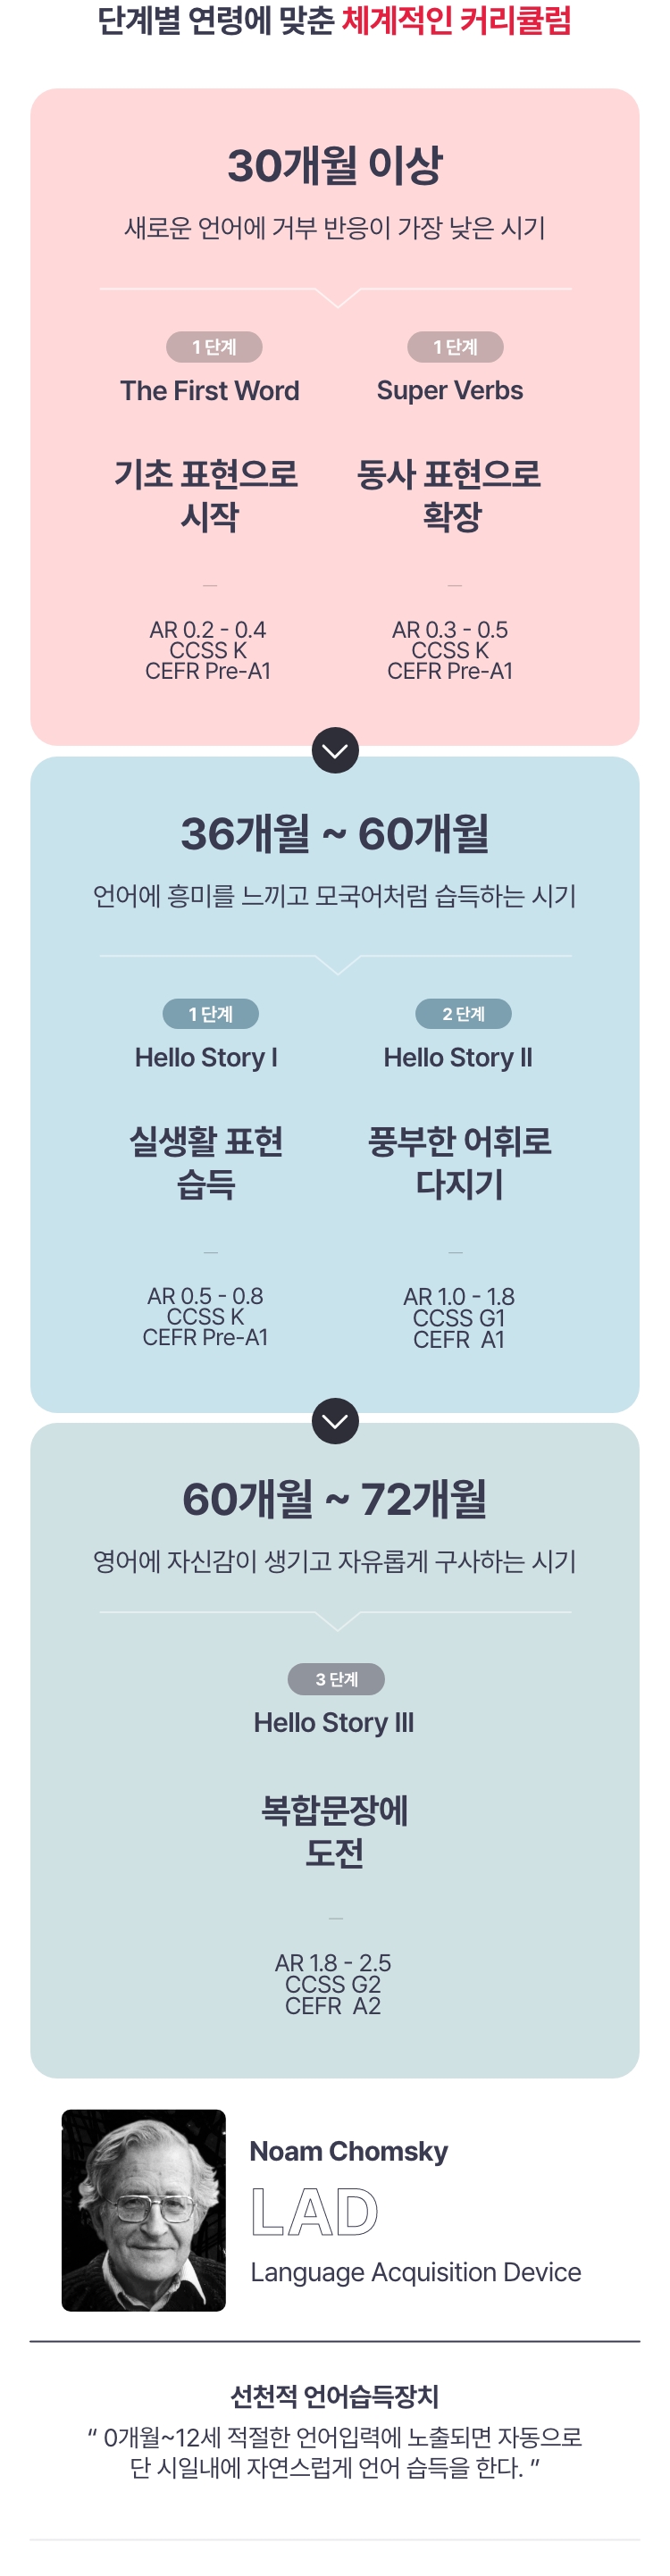 단계별 연령에 맞춘 체계적인 커리큘럼
30개월 이상
새로운 언어에 거부 반응이 가장 낮은 시기
1 단계
The First Word
기초 표현으로
시작
AR 0.2 - 0.4
CCSS K
CEFR Pre-A1
1 단계
Super Verbs
동사 표현으로
확장
AR 0.3 - 0.5
CCSS K
CEFR Pre-A1
36개월 ~ 60개월
언어에 흥미를 느끼고 모국어처럼 습득하는 시기
1 단계
Hello Story I
실생활 표현
습득
AR 0.5 - 0.8
CCSS K
CEFR Pre-A1
2 단계
Hello Story II
풍부한 어휘로
다지기
AR 1.0 - 1.8
CCSS G1
CEFR A1
60개월 ~ 72개월
영어에 자신감이 생기고 자유롭게 구사하는 시기
3 단계
Hello Story III
복합문장에
도전
AR 1.8 - 2.5
CCSS G2
CEFR A2
Noam Chomsky
LAD
Language Acquisition Device
선천적 언어습득장치
“ 0개월~12세 적절한 언어입력에 노출되면 자동으로
단 시일내에 자연스럽게 언어 습득을 한다. ”